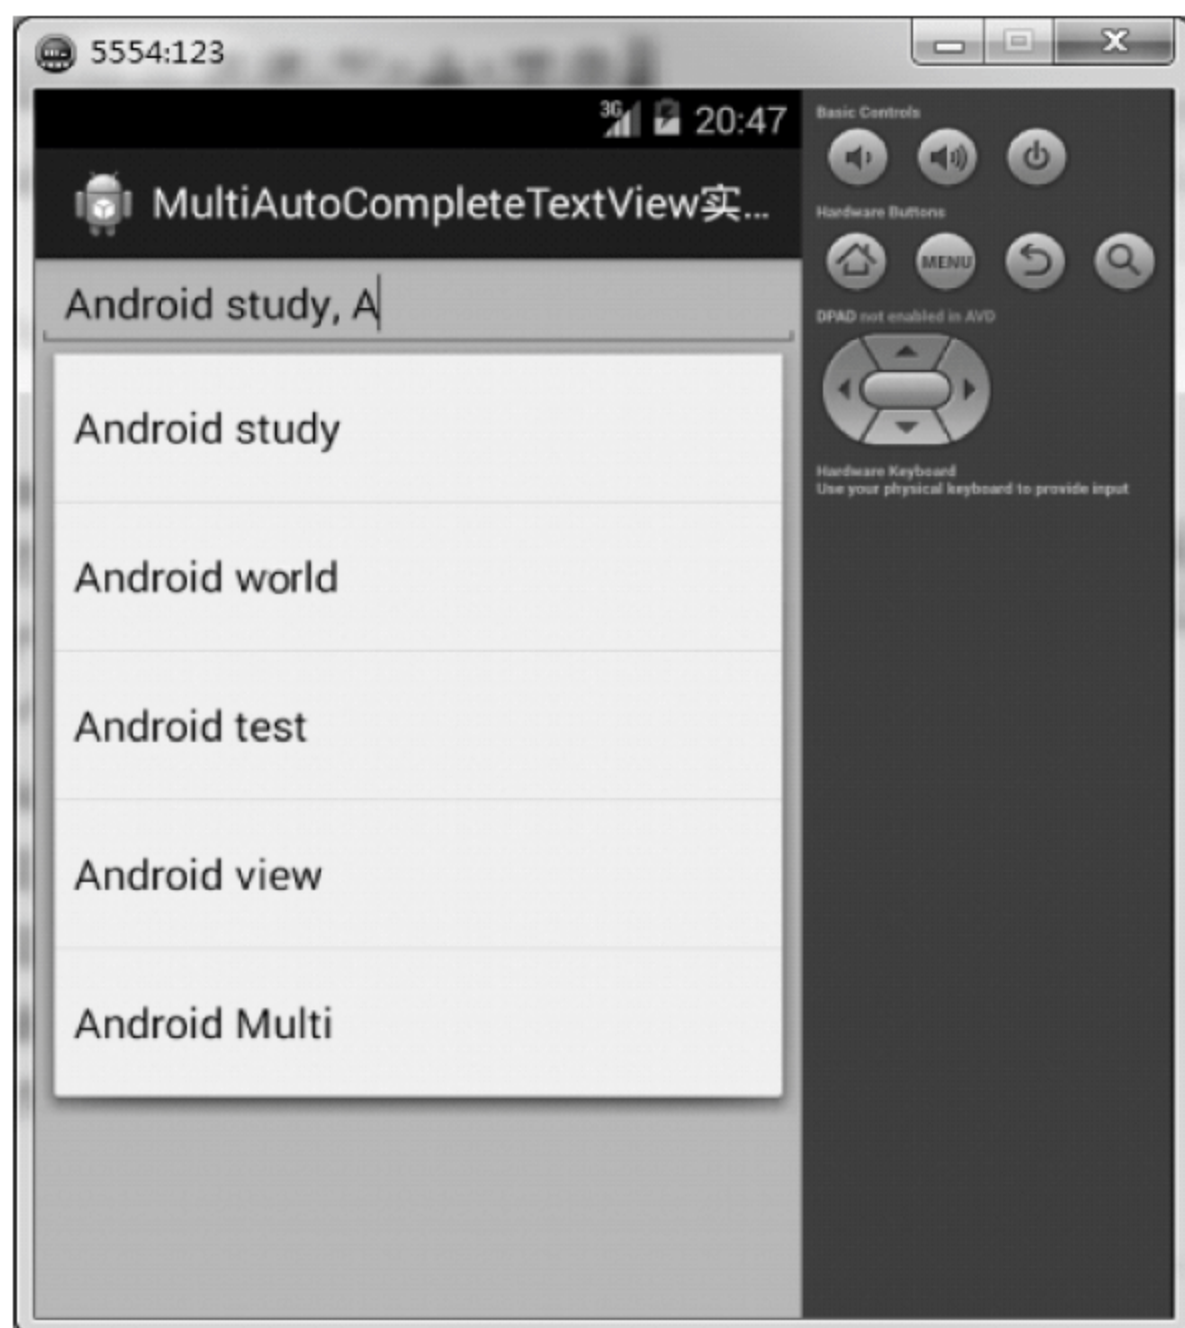 5554:123
3G 20:47
MultiAutoCompleteTextView实...
Android study, A
Android study
Android world
Android test
Android view
Android Multi
Basic Controls
Hardware Buttons
MENU
DPAD not enabled in AVD
Hardware Keyboard
Use your physical keyboard to provide input